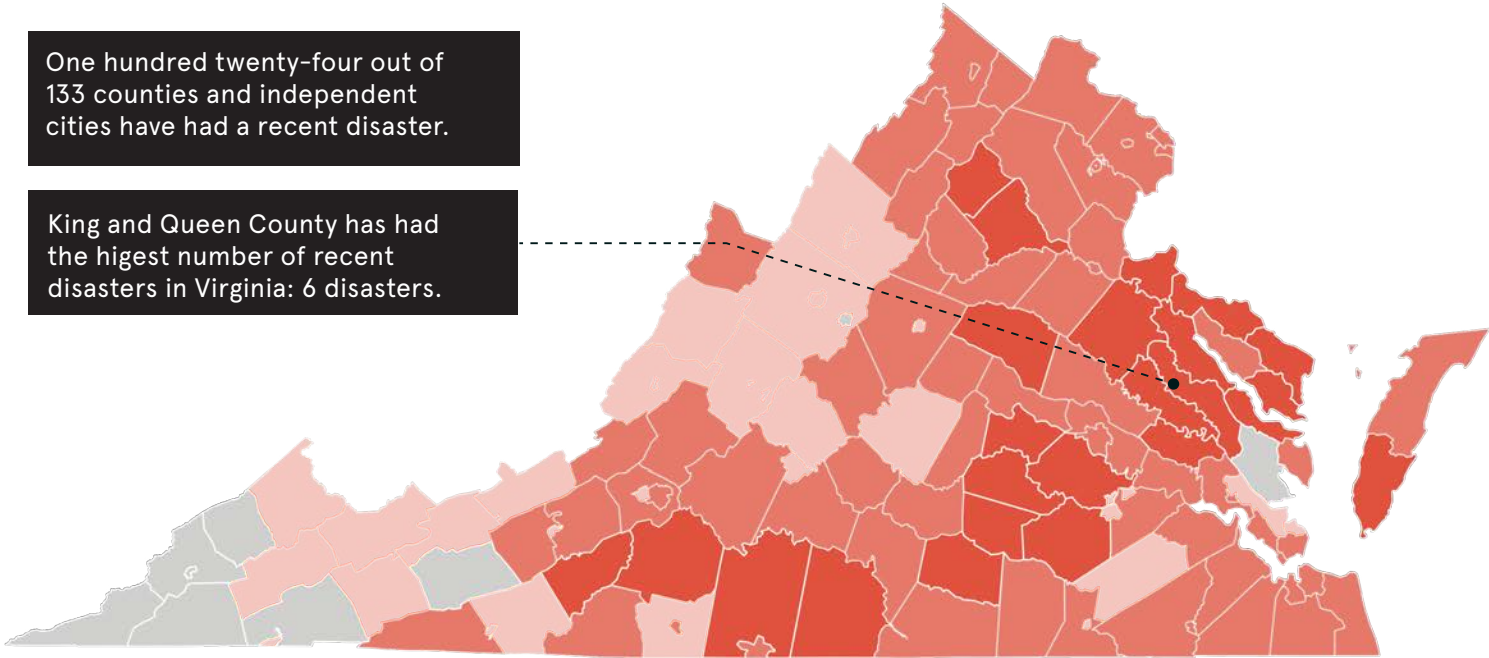 One hundred twenty-four out of
133 counties and independent
cities have had a recent disaster.
King and Queen County has had
the higest number of recent
disasters in Virginia: 6 disasters.